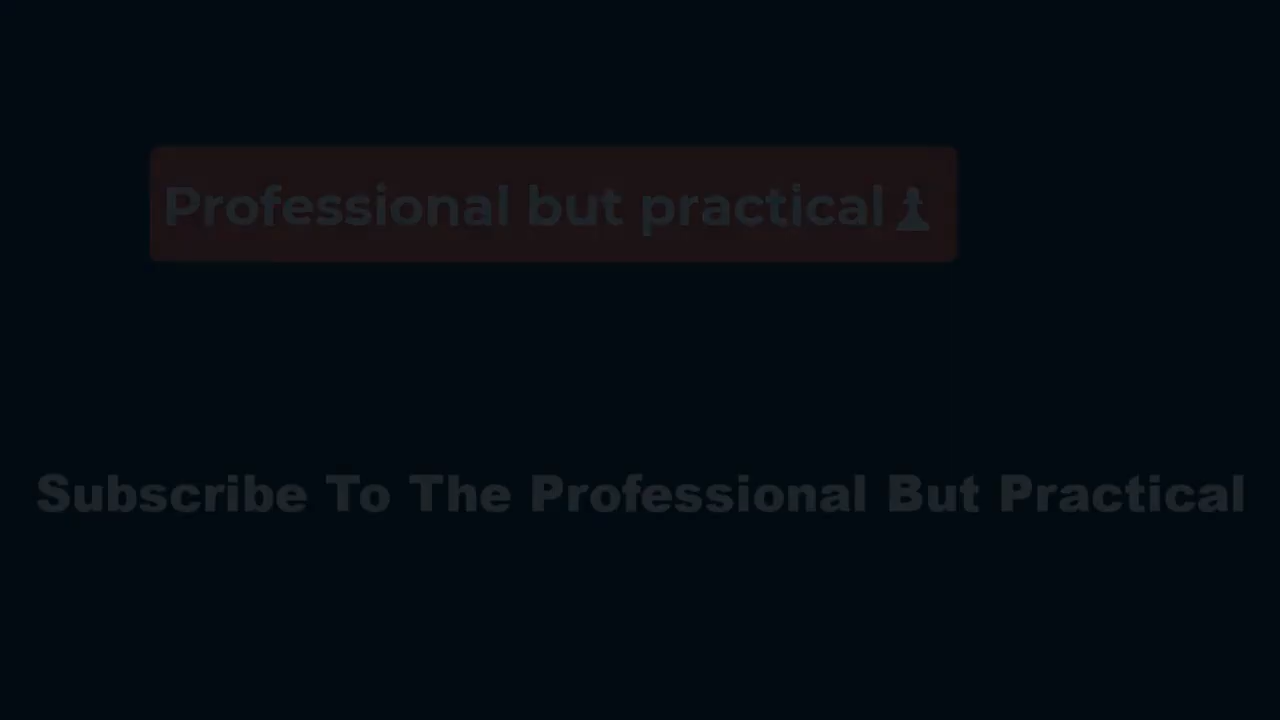 Professional but practical♟
Subscribe To The Professional But Practical